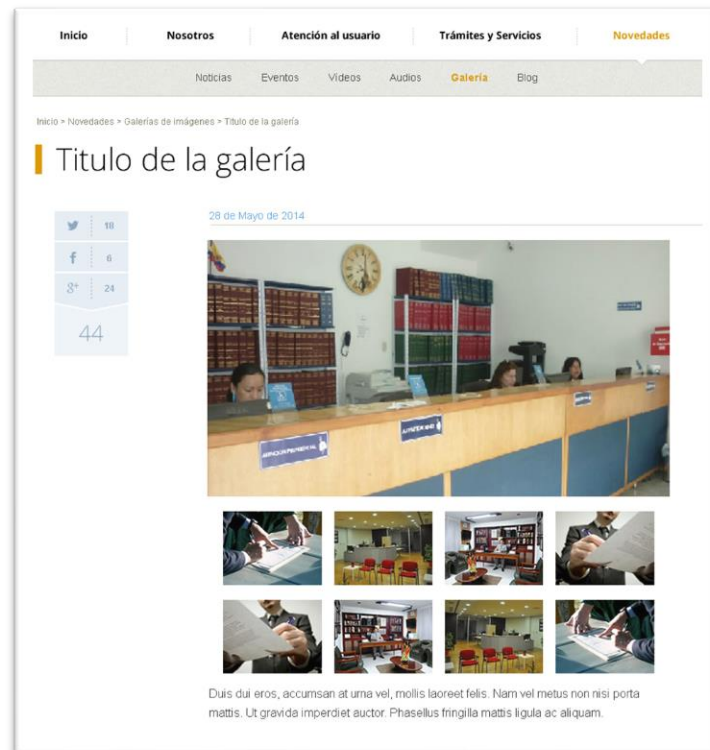 Inicio Nosotros Atención al usuario Trámites y Servicios Novedades
Noticias Eventos Videos Audios Galería Blog
Inicio > Novedades > Galerías de imágenes > Titulo de la galería
Titulo de la galería
28 de Mayo de 2014
18
6
24
44
ATENCION PREFERENCIAL
Duis dui eros, accumsan at urna vel, mollis laoreet felis. Nam vel metus non nisi porta
mattis. Ut gravida imperdiet auctor. Phasellus fringilla mattis ligula ac aliquam.